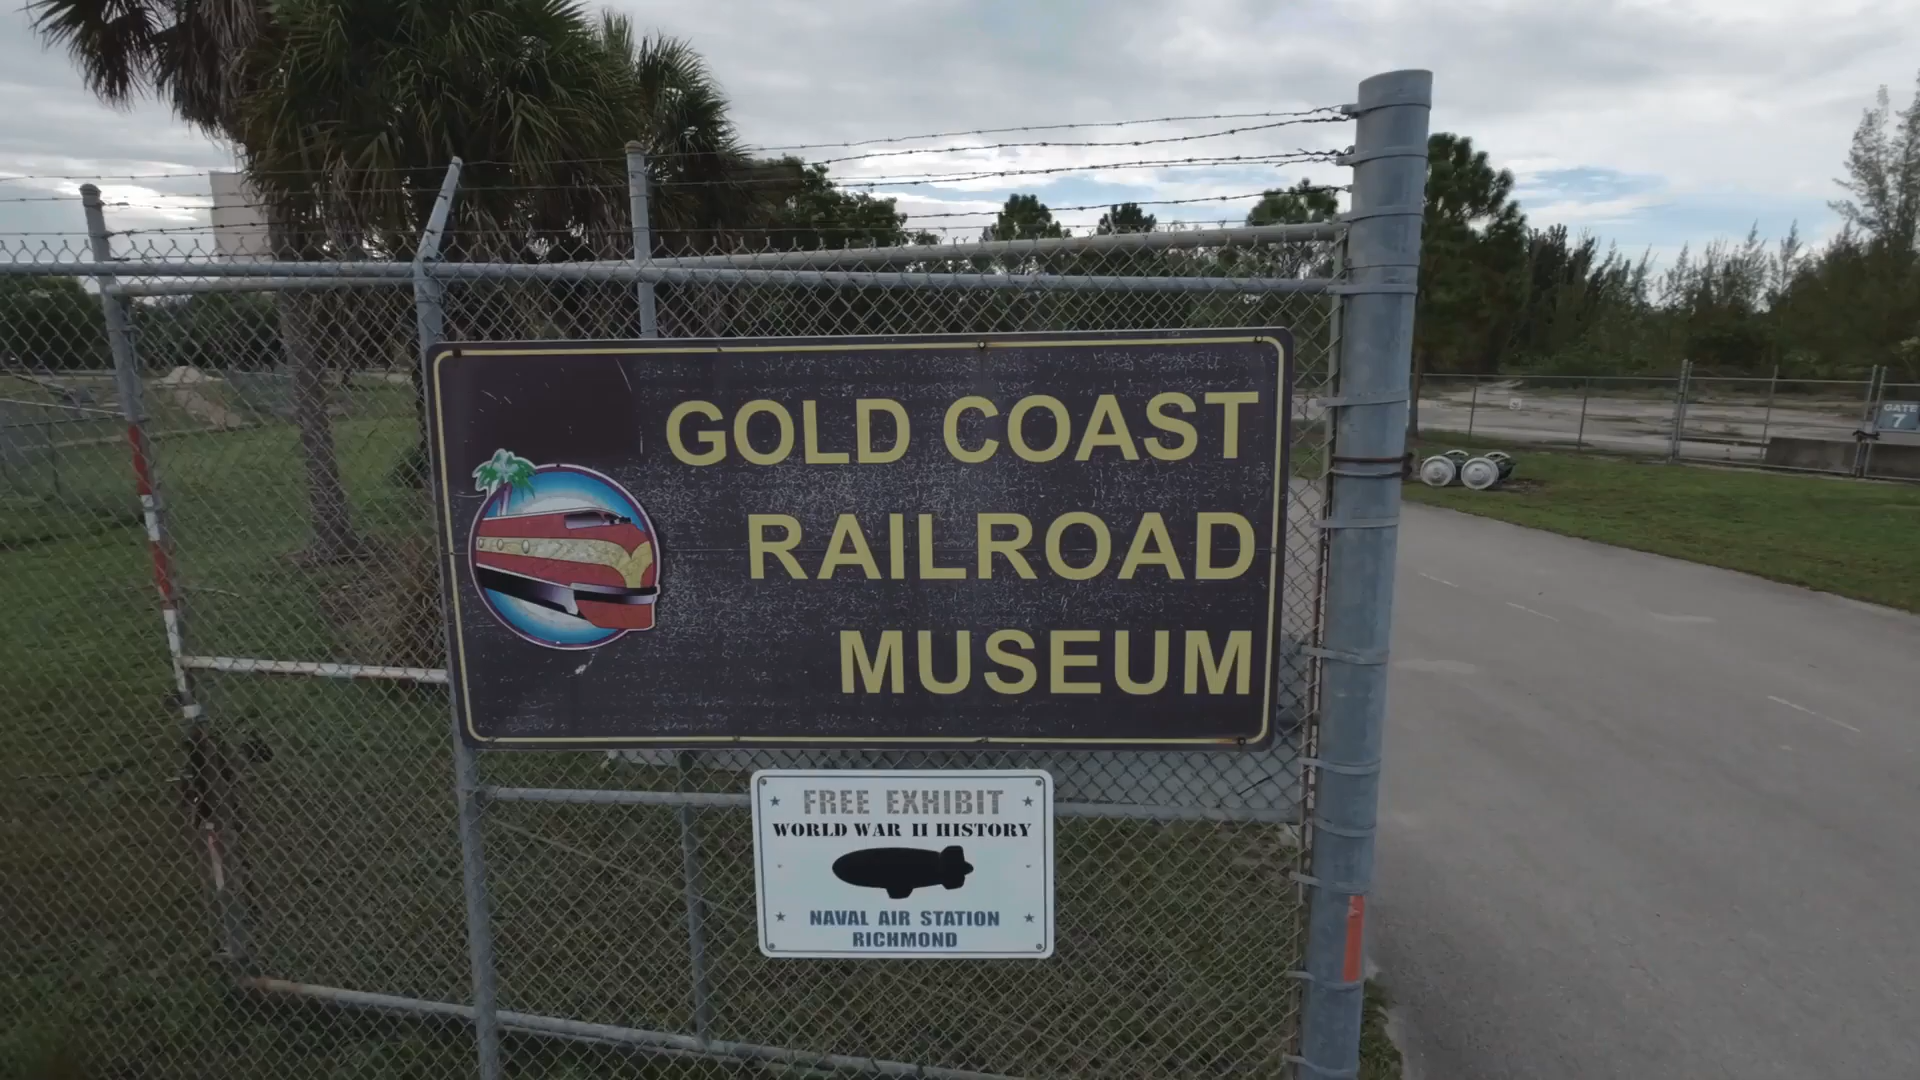 GOLD COAST
RAILROAD
MUSEUM
FREE EXHIBIT
WORLD WAR II HISTORY
NAVAL AIR STATION
RICHMOND
GATE
7